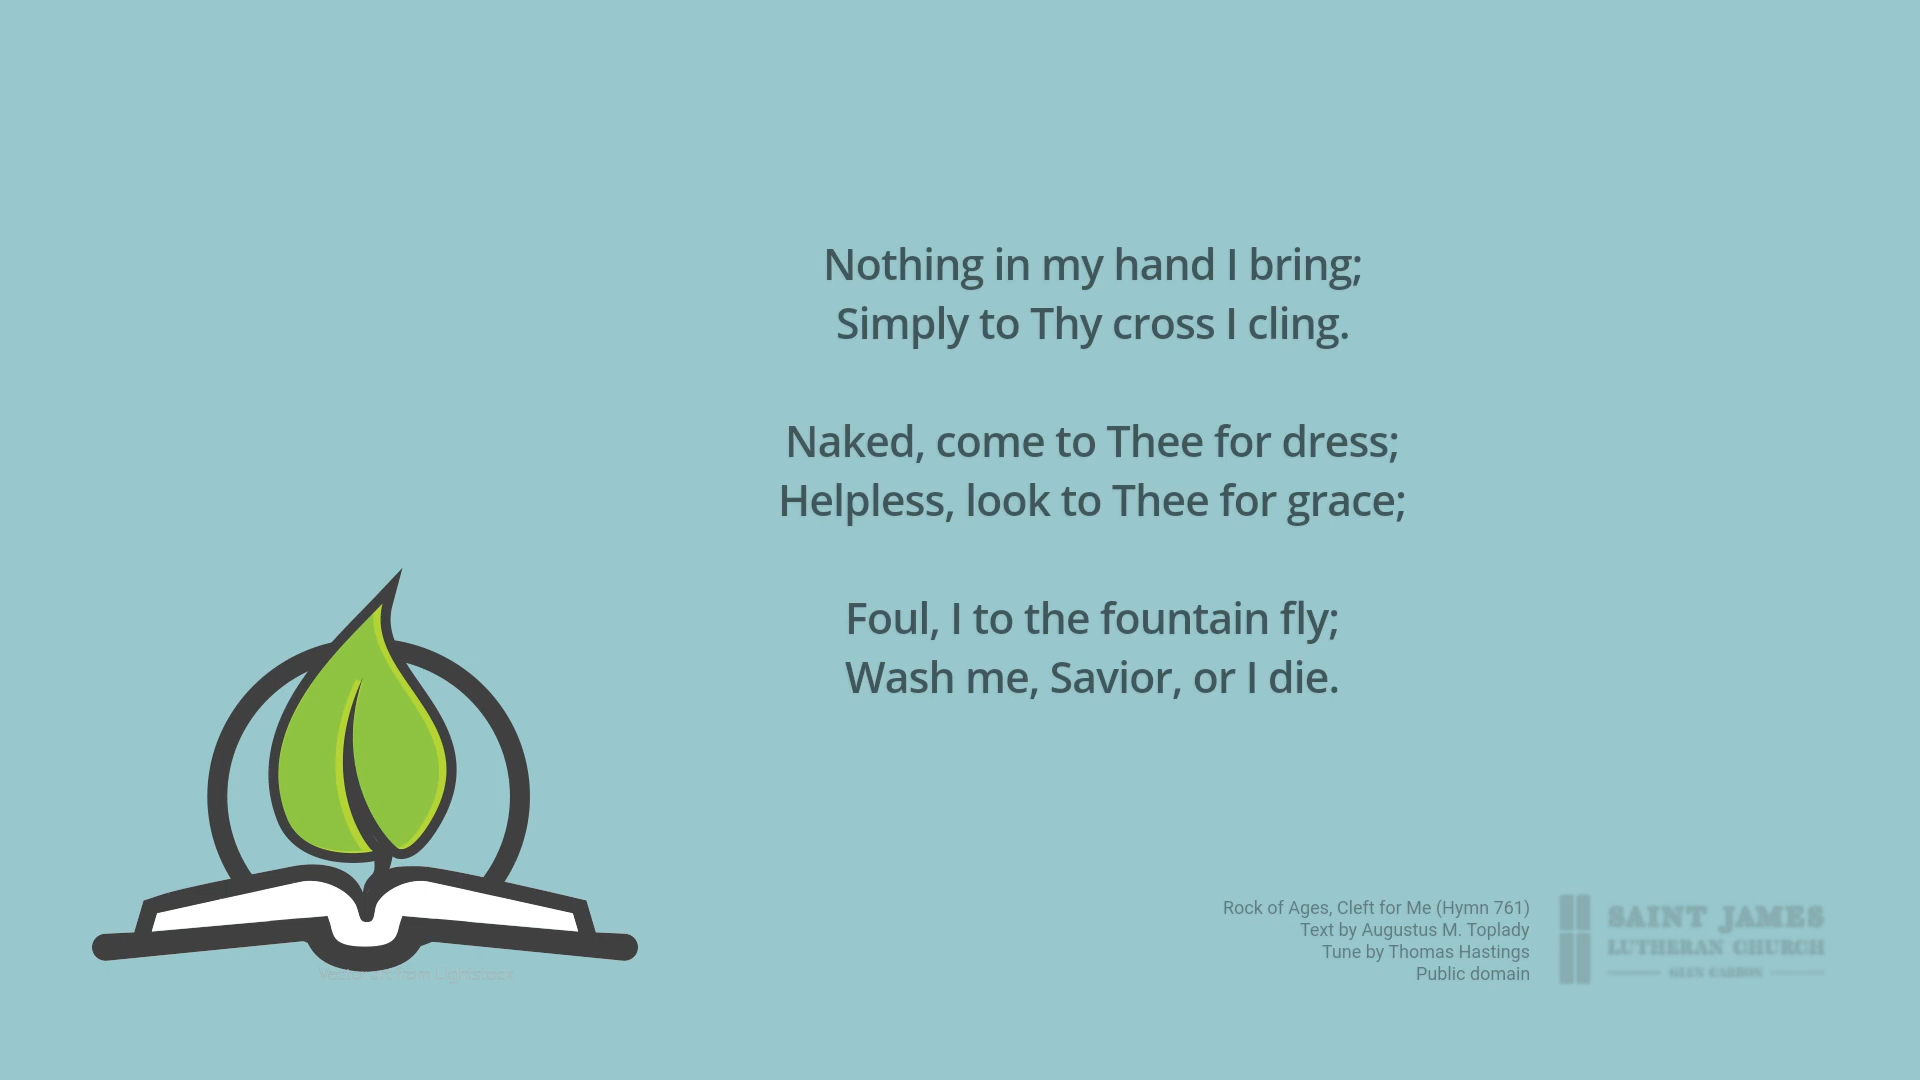 Nothing in my hand I bring;
Simply to Thy cross I cling.
Naked, come to Thee for dress;
Helpless, look to Thee for grace;
Foul, I to the fountain fly;
Wash me, Savior, or I die.
Rock of Ages, Cleft for Me (Hymn 761)
Text by Augustus M. Toplady
Tune by Thomas Hastings
Public domain
SAINT JAMES
LUTHERAN CHURCH
GLEN CARBON